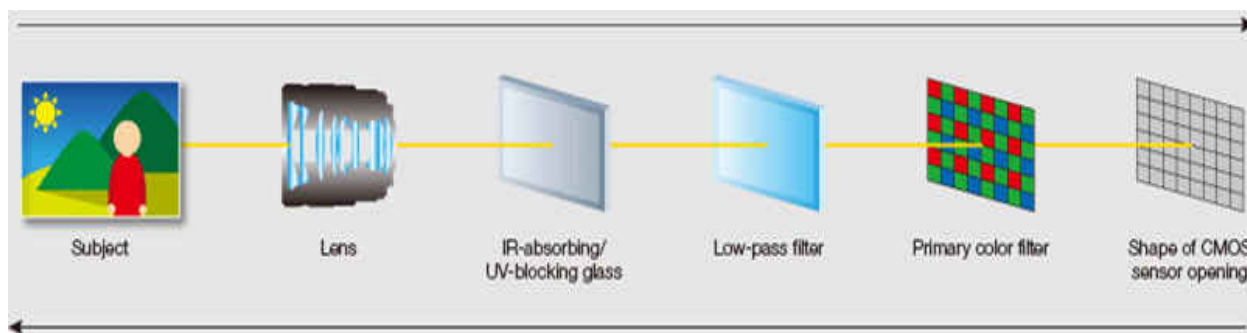 Subject
Lens
IR-absorbing/
UV-blocking glass
Low-pass filter
Primary color filter
Shape of CMOS
sensor opening